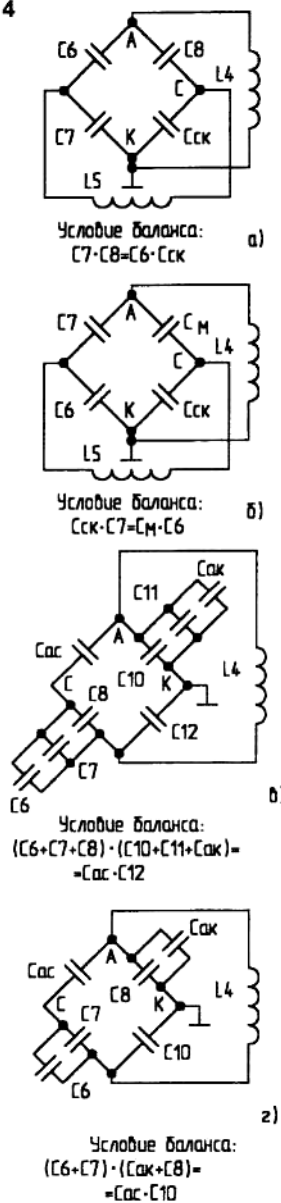 4
A
C6
C8
L4
C
C7
K
Cск
L5
Условие баланса:
C7·C8=C6·Cск
а)
A
C7
Cм
C
L4
C6
K
Cск
L5
Условие баланса:
Cск·C7=Cм·C6
б)
Cак
C11
A
Cас
C10
K
L4
C
C8
C12
C7
C6
в)
Условие баланса:
(C6+C7+C8)·(C10+C11+Cак)=
=Cас·C12
Cак
A
Cас
C8
K
L4
C
C7
C10
C6
г)
Условие баланса:
(C6+C7)·(Cак+C8)=
=Cас·C10